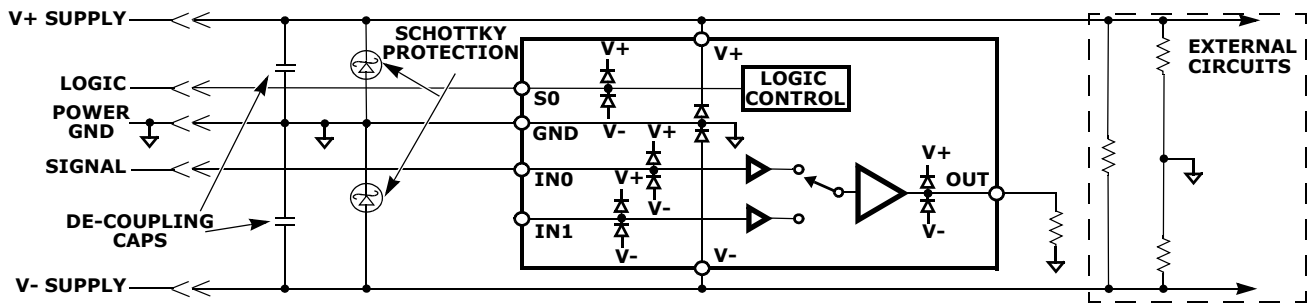 V+ SUPPLY
SCHOTTKY
PROTECTION
LOGIC
POWER
GND
SIGNAL
DE-COUPLING
CAPS
V- SUPPLY
V+
V+
LOGIC
CONTROL
S0
V-
GND
V+
IN0
V+
V-
IN1
V-
V+
OUT
V-
V-
EXTERNAL
CIRCUITS